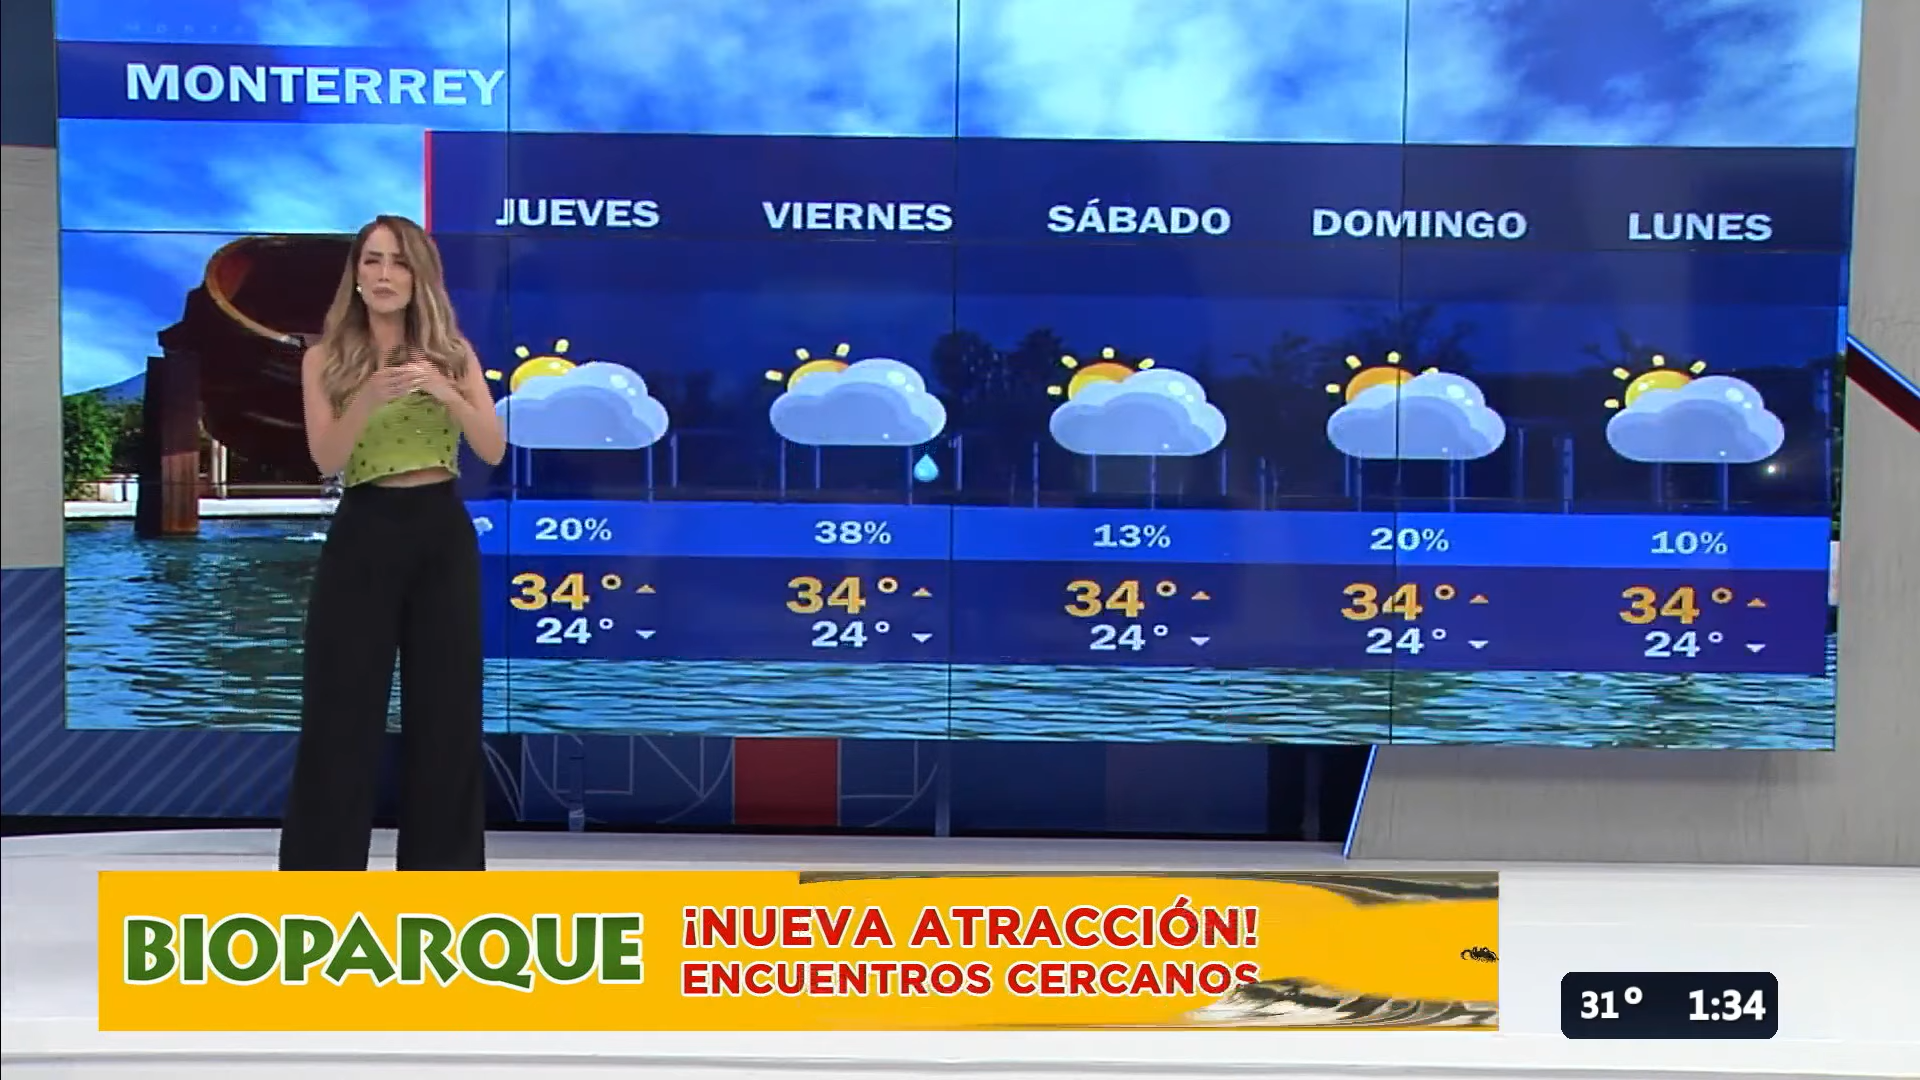 MONTERREY
JUEVES VIERNES SÁBADO DOMINGO LUNES
20% 38% 13% 20% 10%
34° 34° 34° 34° 34°
24° 24° 24° 24° 24°
BIOPARQUE
¡NUEVA ATRACCIÓN!
ENCUENTROS CERCANOS
31° 1:34